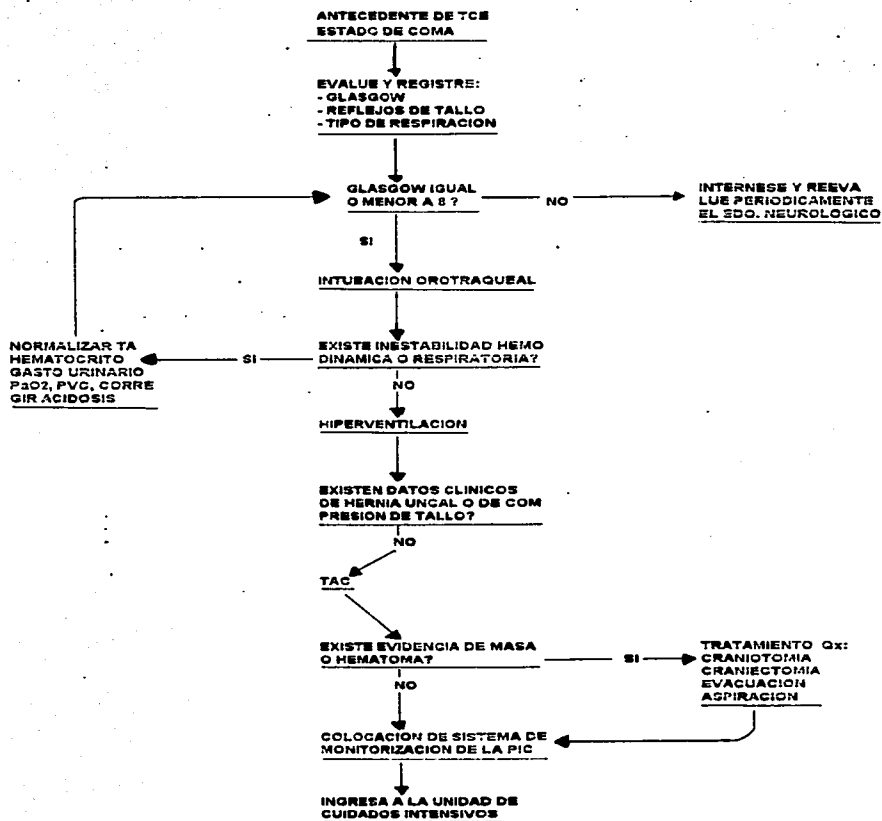 ANTECEDENTE DE TCE
ESTADO DE COMA
EVALUE Y REGISTRE:
- GLASGOW
- REFLEJOS DE TALLO
- TIPO DE RESPIRACION
GLASGOW IGUAL
O MENOR A 8 ?
NO
INTERNESE Y REEVA
LUE PERIODICAMENTE
EL EDO. NEUROLOGICO
SI
INTUBACION OROTRAQUEAL
EXISTE INESTABILIDAD HEMO
DINAMICA O RESPIRATORIA?
SI
NORMALIZAR TA
HEMATOCRITO
GASTO URINARIO
PaO2, PVC, CORRE
GIR ACIDOSIS
NO
HIPERVENTILACION
EXISTEN DATOS CLINICOS
DE HERNIA UNCAL O DE COM
PRESION DE TALLO?
NO
TAC
EXISTE EVIDENCIA DE MASA
O HEMATOMA?
SI
TRATAMIENTO Qx:
CRANIOTOMIA
CRANIECTOMIA
EVACUACION
ASPIRACION
NO
COLOCACION DE SISTEMA DE
MONITORIZACION DE LA PIC
INGRESA A LA UNIDAD DE
CUIDADOS INTENSIVOS